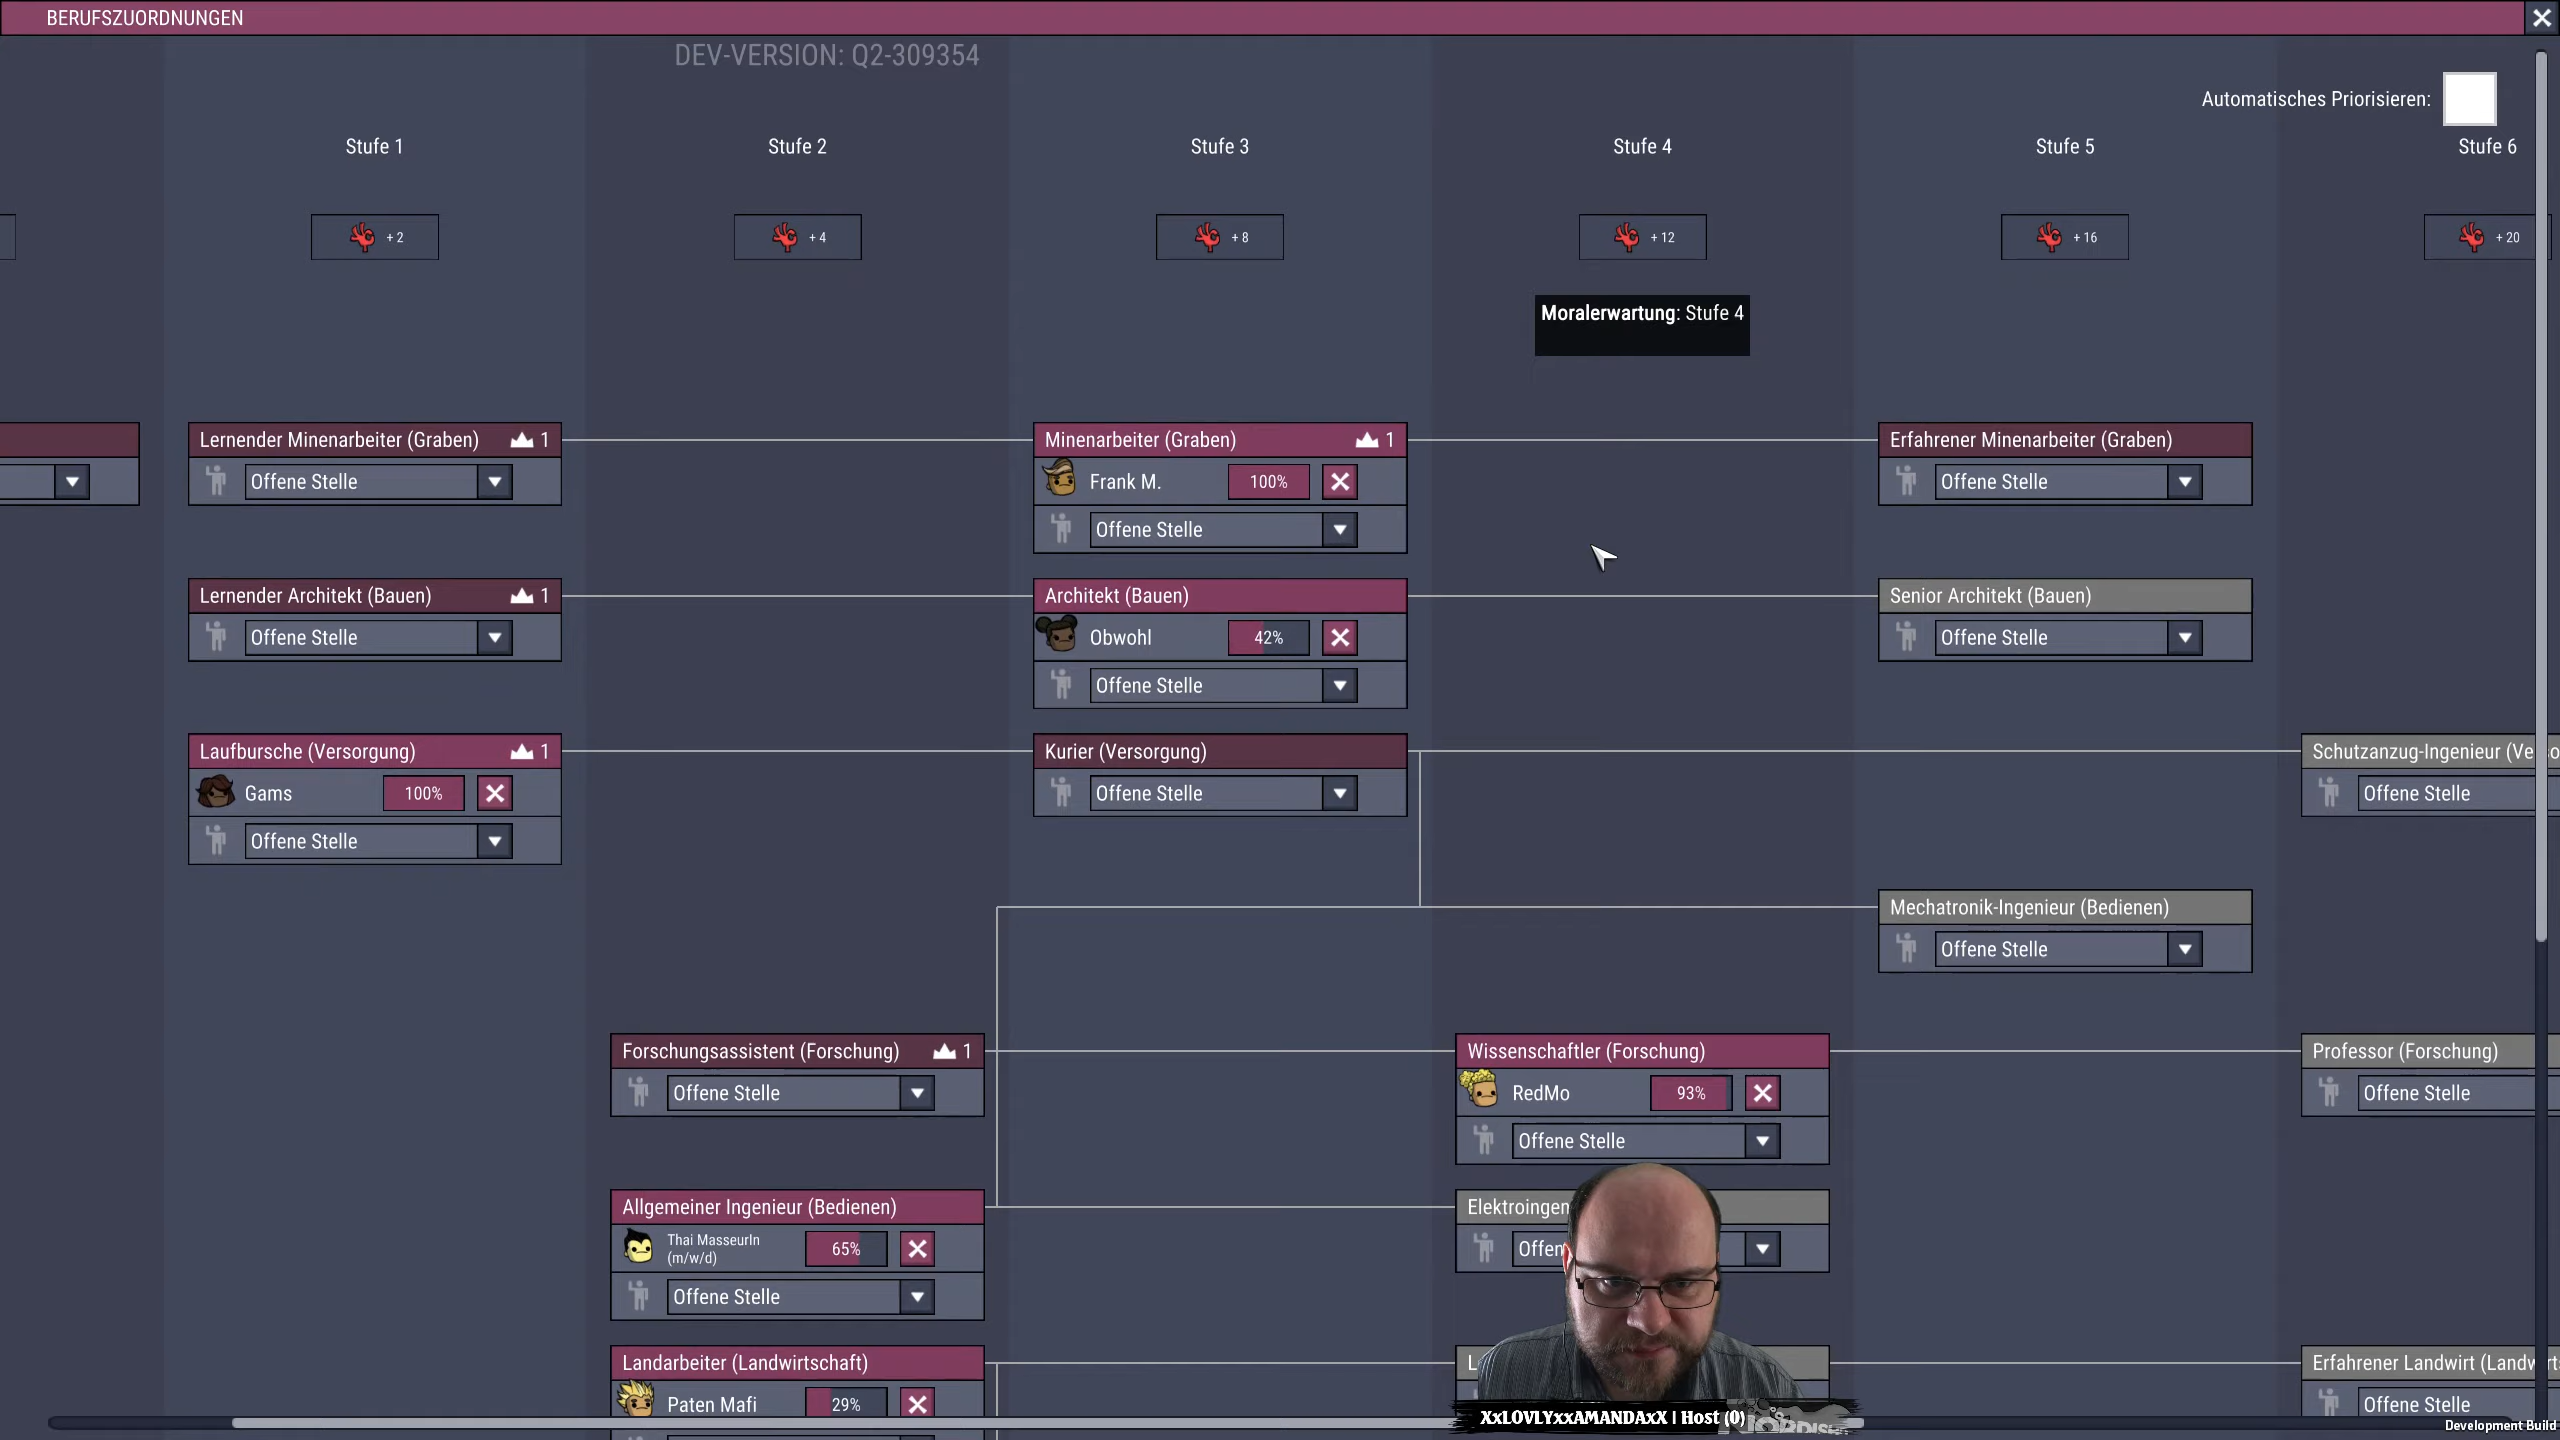 BERUFSZUORDNUNGEN
DEV-VERSION: Q2-309354
Automatisches Priorisieren:
Stufe 1
Stufe 2
Stufe 3
Stufe 4
Stufe 5
Stufe 6
+ 2
+ 4
+ 8
+ 12
+ 16
+ 20
Moralerwartung: Stufe 4
Lernender Minenarbeiter (Graben) 1
Offene Stelle
Minenarbeiter (Graben) 1
Frank M. 100%
Offene Stelle
Erfahrener Minenarbeiter (Graben)
Offene Stelle
Lernender Architekt (Bauen) 1
Offene Stelle
Architekt (Bauen)
Obwohl 42%
Offene Stelle
Senior Architekt (Bauen)
Offene Stelle
Laufbursche (Versorgung) 1
Gams 100%
Offene Stelle
Kurier (Versorgung)
Offene Stelle
Schutzanzug-Ingenieur
Offene Stelle
Mechatronik-Ingenieur (Bedienen)
Offene Stelle
Forschungsassistent (Forschung) 1
Offene Stelle
Wissenschaftler (Forschung)
RedMo 93%
Offene Stelle
Professor (Forschung)
Offene Stelle
Allgemeiner Ingenieur (Bedienen)
Thai MasseurIn
(m/w/d)
65%
Offene Stelle
Landarbeiter (Landwirtschaft)
Paten Mafi 29%
Erfahrener Landwirt
Offene Stelle
XxLOVLYxxAMANDAxX | Host (0)
Development Build